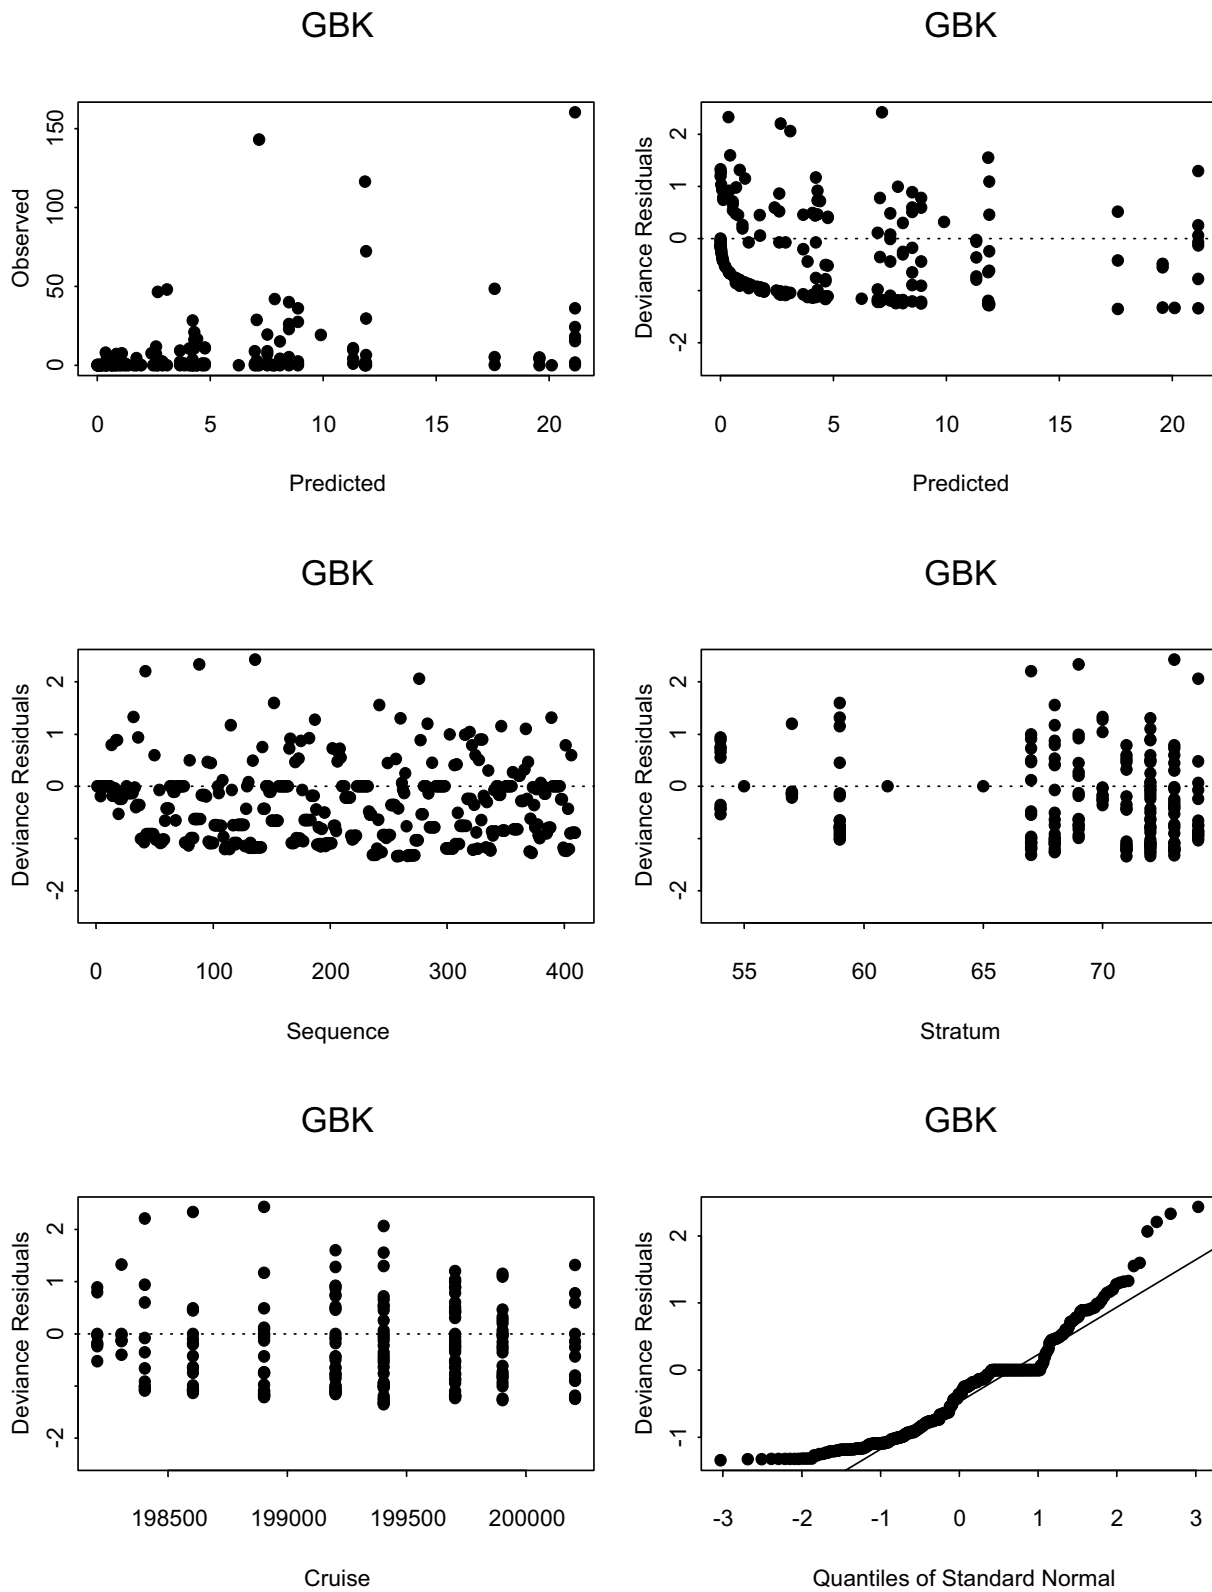 GBK
GBK
Observed
0 50 100 150
0 5 10 15 20
Predicted
Deviance Residuals
-2 0 1 2
0 5 10 15 20
Predicted
GBK
GBK
Deviance Residuals
-2 0 1 2
0 100 200 300 400
Sequence
Deviance Residuals
-2 0 1 2
55 60 65 70
Stratum
GBK
GBK
Deviance Residuals
-2 0 1 2
198500 199000 199500 200000
Cruise
Deviance Residuals
-1 0 1 2
-3 -2 -1 0 1 2 3
Quantiles of Standard Normal